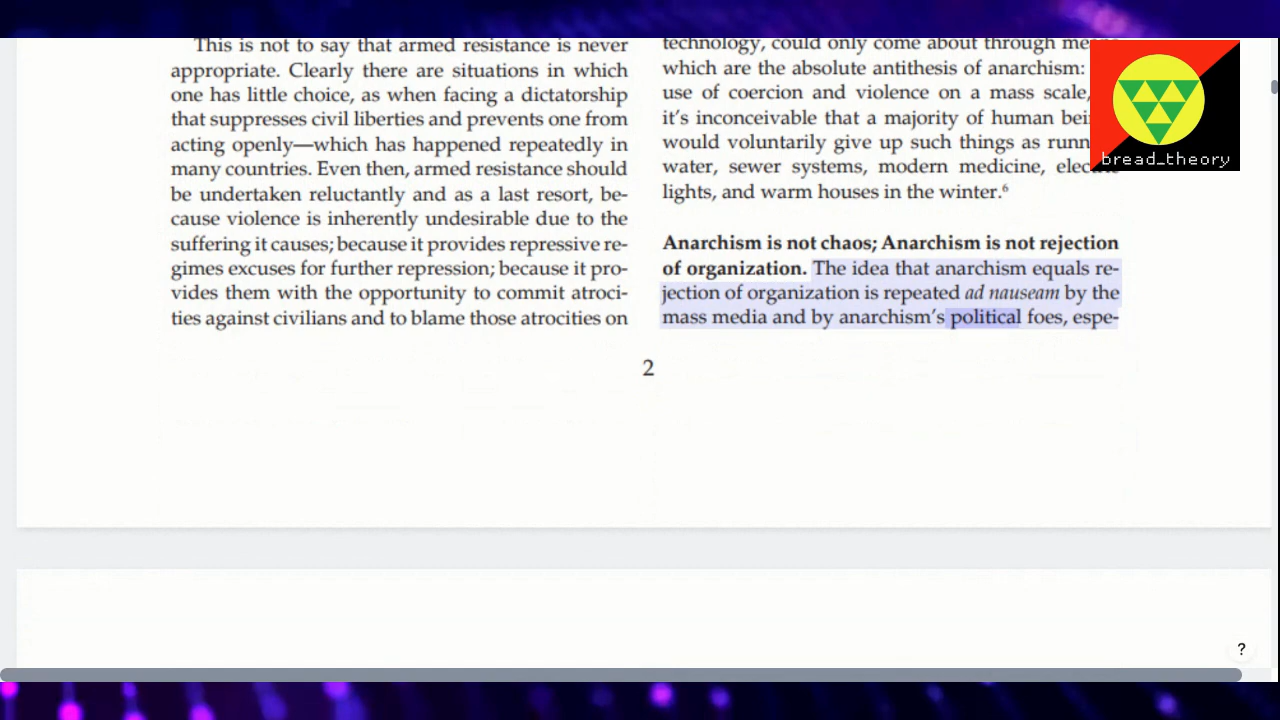 This is not to say that armed resistance is never
appropriate. Clearly there are situations in which
one has little choice, as when facing a dictatorship
that suppresses civil liberties and prevents one from
acting openly—which has happened repeatedly in
many countries. Even then, armed resistance should
be undertaken reluctantly and as a last resort, be-
cause violence is inherently undesirable due to the
suffering it causes; because it provides repressive re-
gimes excuses for further repression; because it pro-
vides them with the opportunity to commit atroci-
ties against civilians and to blame those atrocities on
technology, could only come about through
which are the absolute antithesis of anarchism:
use of coercion and violence on a mass scale,
it's inconceivable that a majority of human
would voluntarily give up such things as
water, sewer systems, modern medicine,
lights, and warm houses in the winter.⁶
Anarchism is not chaos; Anarchism is not rejection
of organization. The idea that anarchism equals re-
jection of organization is repeated ad nauseam by the
mass media and by anarchism's political foes, espe-
2
bread_theory
?